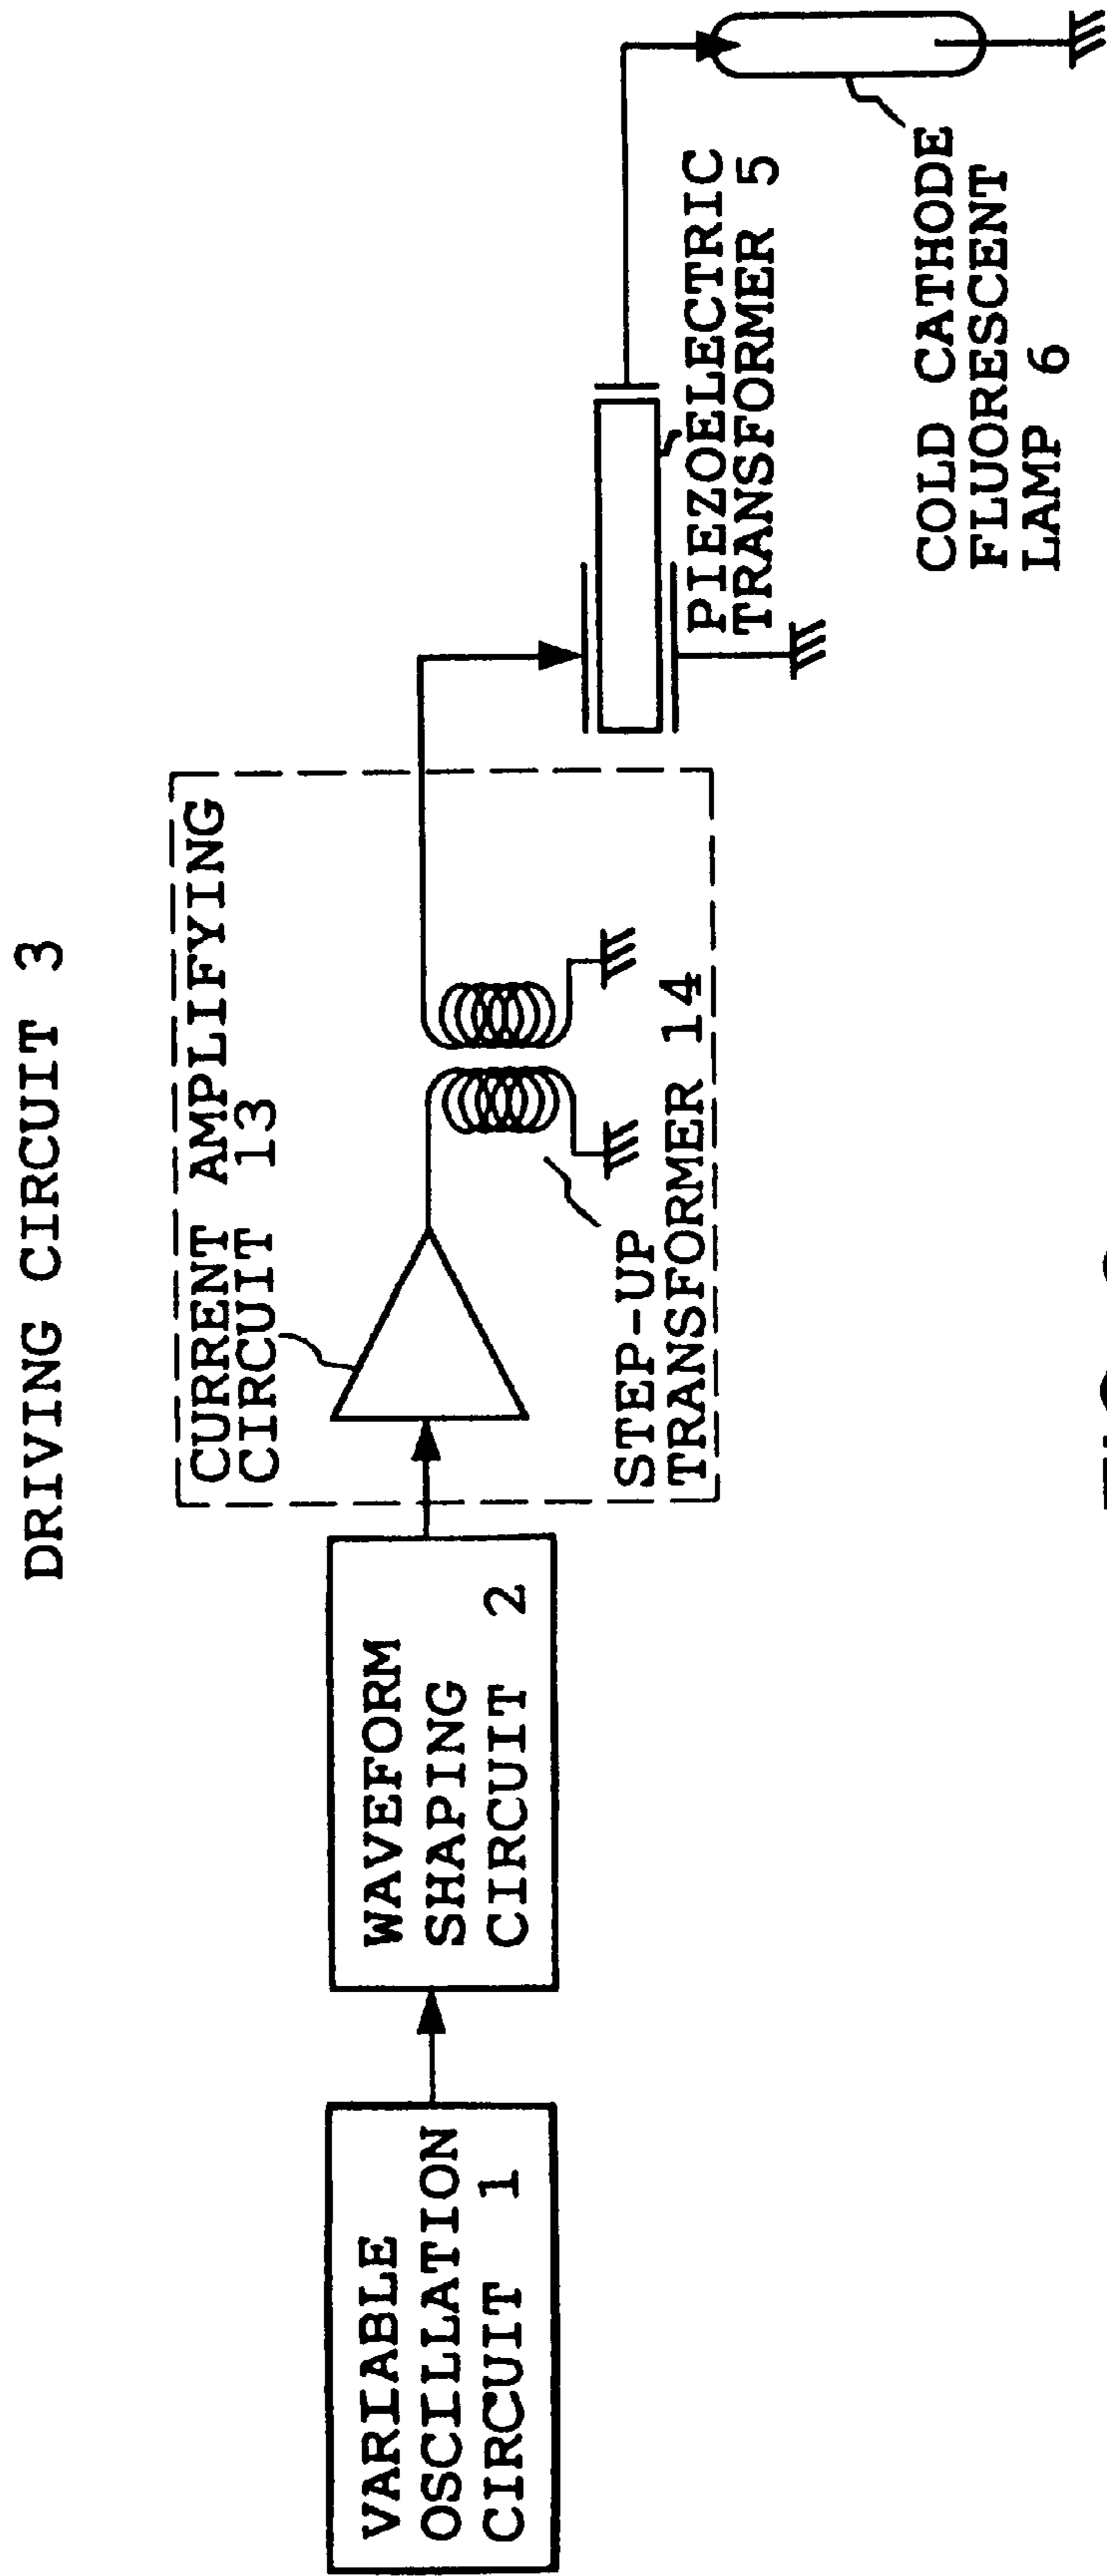 DRIVING CIRCUIT 3
VARIABLE
OSCILLATION
CIRCUIT 1
WAVEFORM
SHAPING
CIRCUIT 2
CURRENT AMPLIFYING
CIRCUIT 13
STEP-UP
TRANSFORMER 14
PIEZOELECTRIC
TRANSFORMER 5
COLD CATHODE
FLUORESCENT
LAMP 6